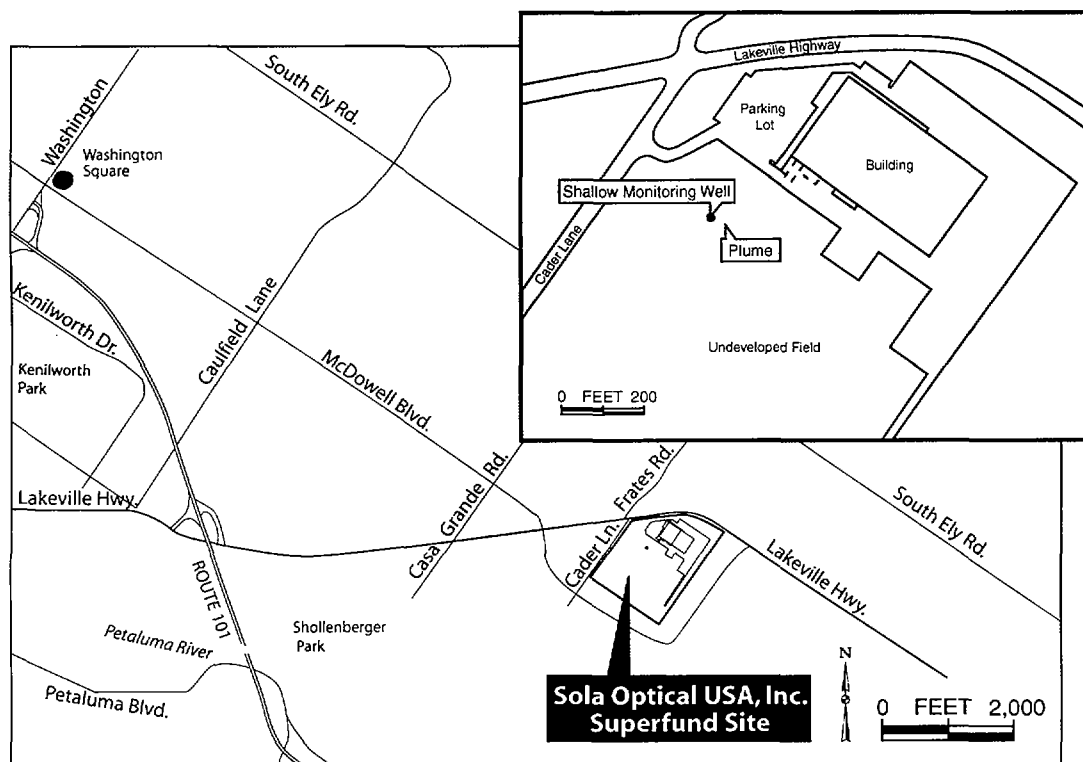 Washington
Washington
Square
South Ely Rd.
Kenilworth Dr.
Kenilworth
Park
Caulfield Lane
McDowell Blvd.
Lakeville Hwy.
ROUTE 101
Casa Grande Rd.
Cader Ln.
Frates Rd.
South Ely Rd.
Lakeville Hwy.
Petaluma River
Shollenberger
Park
Petaluma Blvd.
Sola Optical USA, Inc.
Superfund Site
N
0 FEET 2,000
Lakeville Highway
Parking
Lot
Building
Shallow Monitoring Well
Plume
Cader Lane
Undeveloped Field
0 FEET 200